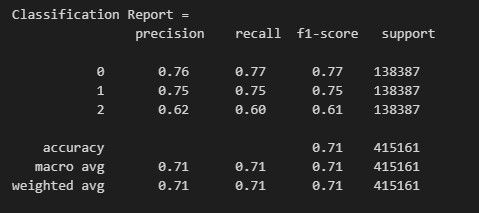 Classification Report =
precision recall f1-score support
0 0.76 0.77 0.77 138387
1 0.75 0.75 0.75 138387
2 0.62 0.60 0.61 138387
accuracy 0.71 415161
macro avg 0.71 0.71 0.71 415161
weighted avg 0.71 0.71 0.71 415161